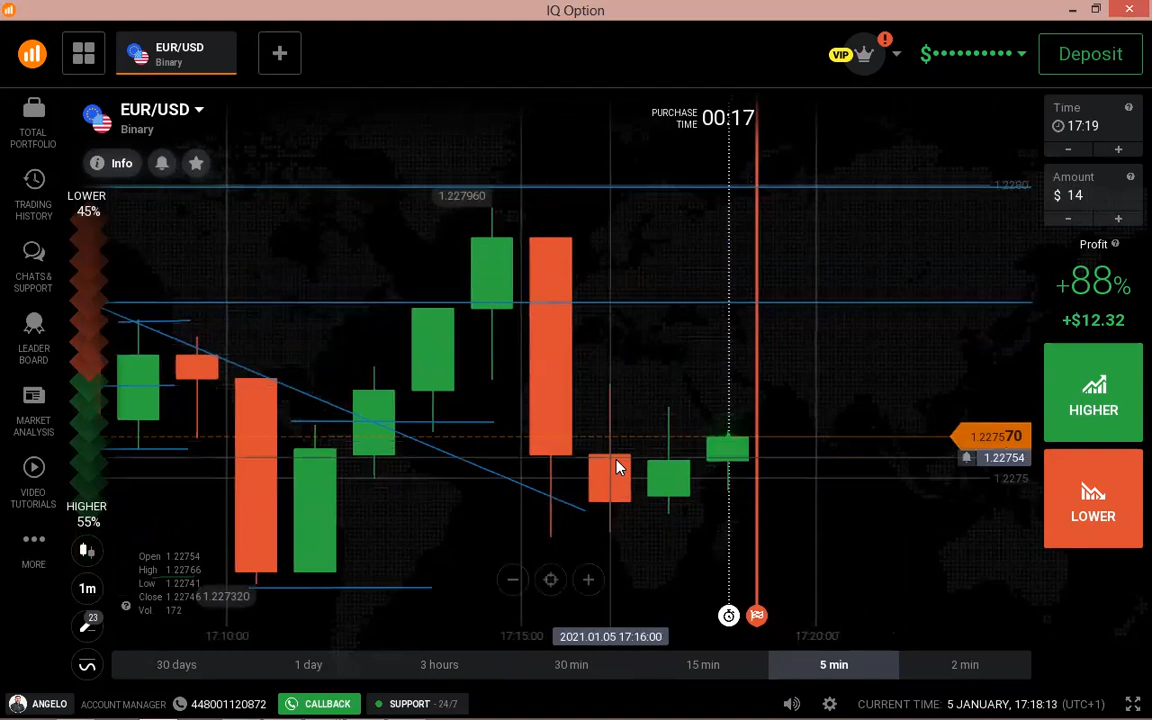 IQ Option
EUR/USD
Binary
VIP
$••••••••••
Deposit
TOTAL
PORTFOLIO
TRADING
HISTORY
CHATS &
SUPPORT
LEADER
BOARD
MARKET
ANALYSIS
VIDEO
TUTORIALS
MORE
EUR/USD
Binary
Info
LOWER
45%
HIGHER
55%
PURCHASE
TIME
00:17
1.227960
1.2280
1.227570
1.22754
1.2275
Open 1.22754
High 1.22766
Low 1.22741
Close 1.22746
Vol 172
1.227320
1m
23
17:10:00
17:15:00
2021.01.05 17:16:00
17:20:00
30 days
1 day
3 hours
30 min
15 min
5 min
2 min
Time
17:19
Amount
$ 14
Profit
+88%
+$12.32
HIGHER
LOWER
ANGELO
ACCOUNT MANAGER
448001120872
CALLBACK
SUPPORT - 24/7
CURRENT TIME: 5 JANUARY, 17:18:13 (UTC+1)